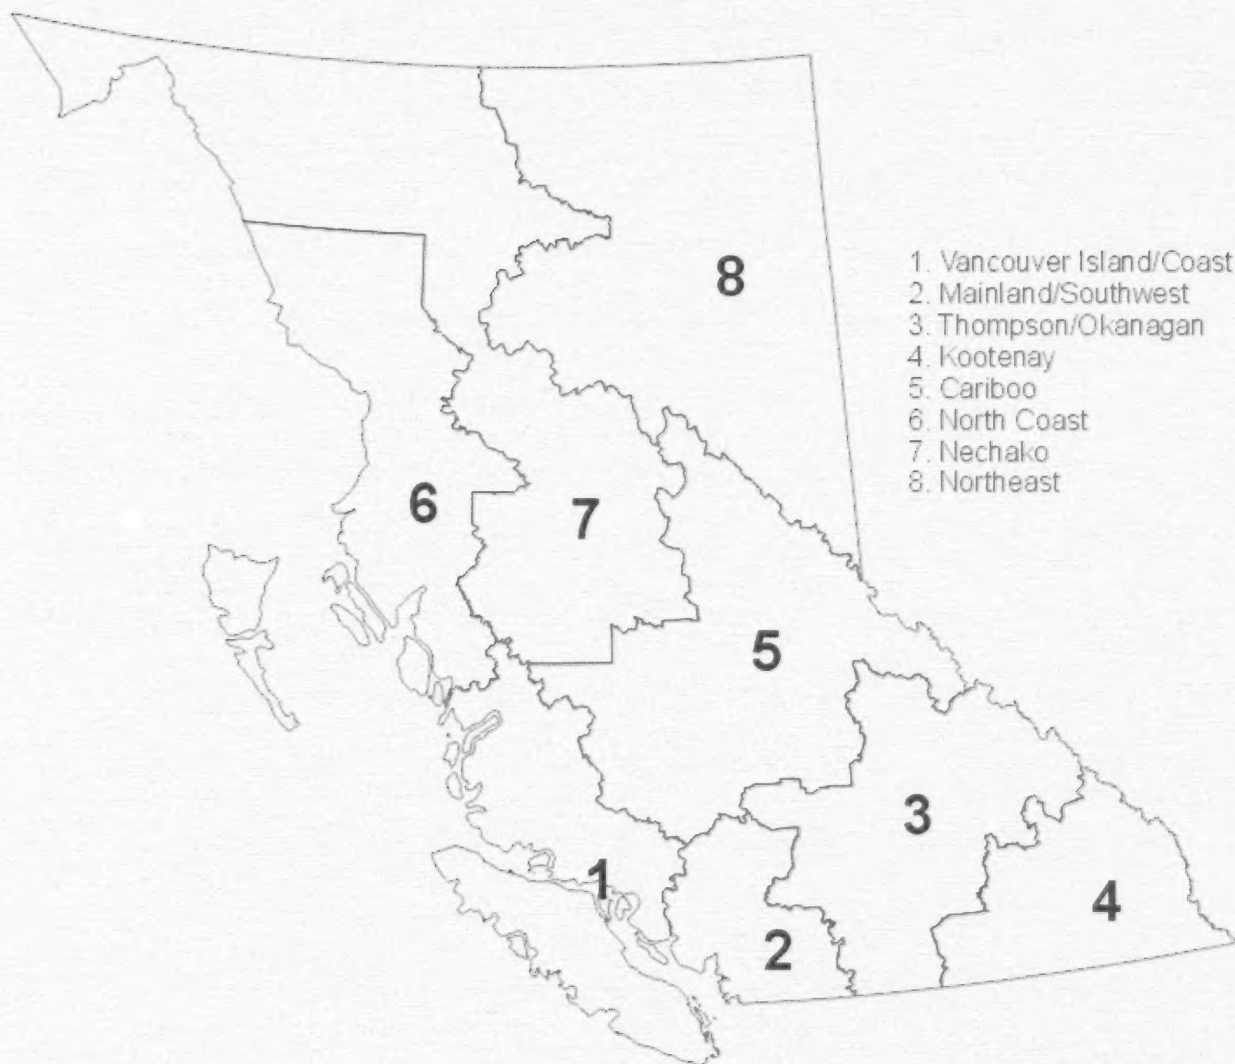 8
1. Vancouver Island/Coast
2. Mainland/Southwest
3. Thompson/Okanagan
4. Kootenay
5. Cariboo
6. North Coast
7. Nechako
8. Northeast
6
7
5
3
1
4
2